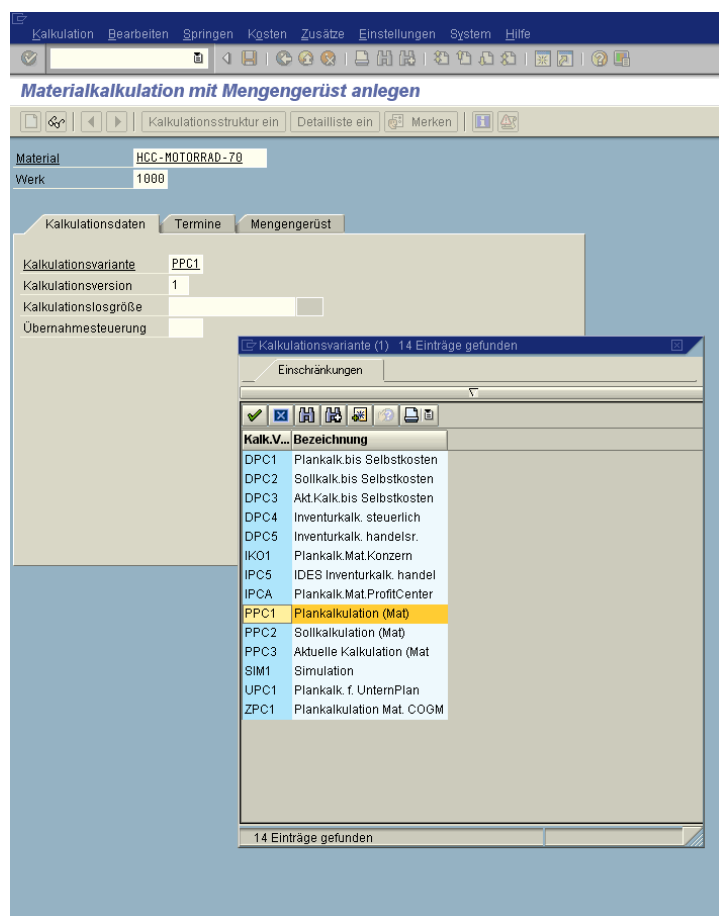 Kalkulation Bearbeiten Springen Kosten Zusätze Einstellungen System Hilfe
Materialkalkulation mit Mengengerüst anlegen
Kalkulationsstruktur ein Detailliste ein Merken
Material HCC-MOTORRAD-70
Werk 1000
Kalkulationsdaten Termine Mengengerüst
Kalkulationsvariante PPC1
Kalkulationsversion 1
Kalkulationslosgröße
Übernahmesteuerung
Kalkulationsvariante (1) 14 Einträge gefunden
Einschränkungen
Kalk.V... Bezeichnung
DPC1 Plankalk.bis Selbstkosten
DPC2 Sollkalk.bis Selbstkosten
DPC3 Akt.Kalk.bis Selbstkosten
DPC4 Inventurkalk. steuerlich
DPC5 Inventurkalk. handelsr.
IKO1 Plankalk.Mat.Konzern
IPC5 IDES Inventurkalk. handel
IPCA Plankalk.Mat.ProfitCenter
PPC1 Plankalkulation (Mat)
PPC2 Sollkalkulation (Mat)
PPC3 Aktuelle Kalkulation (Mat
SIM1 Simulation
UPC1 Plankalk. f. UnternPlan
ZPC1 Plankalkulation Mat. COGM
14 Einträge gefunden